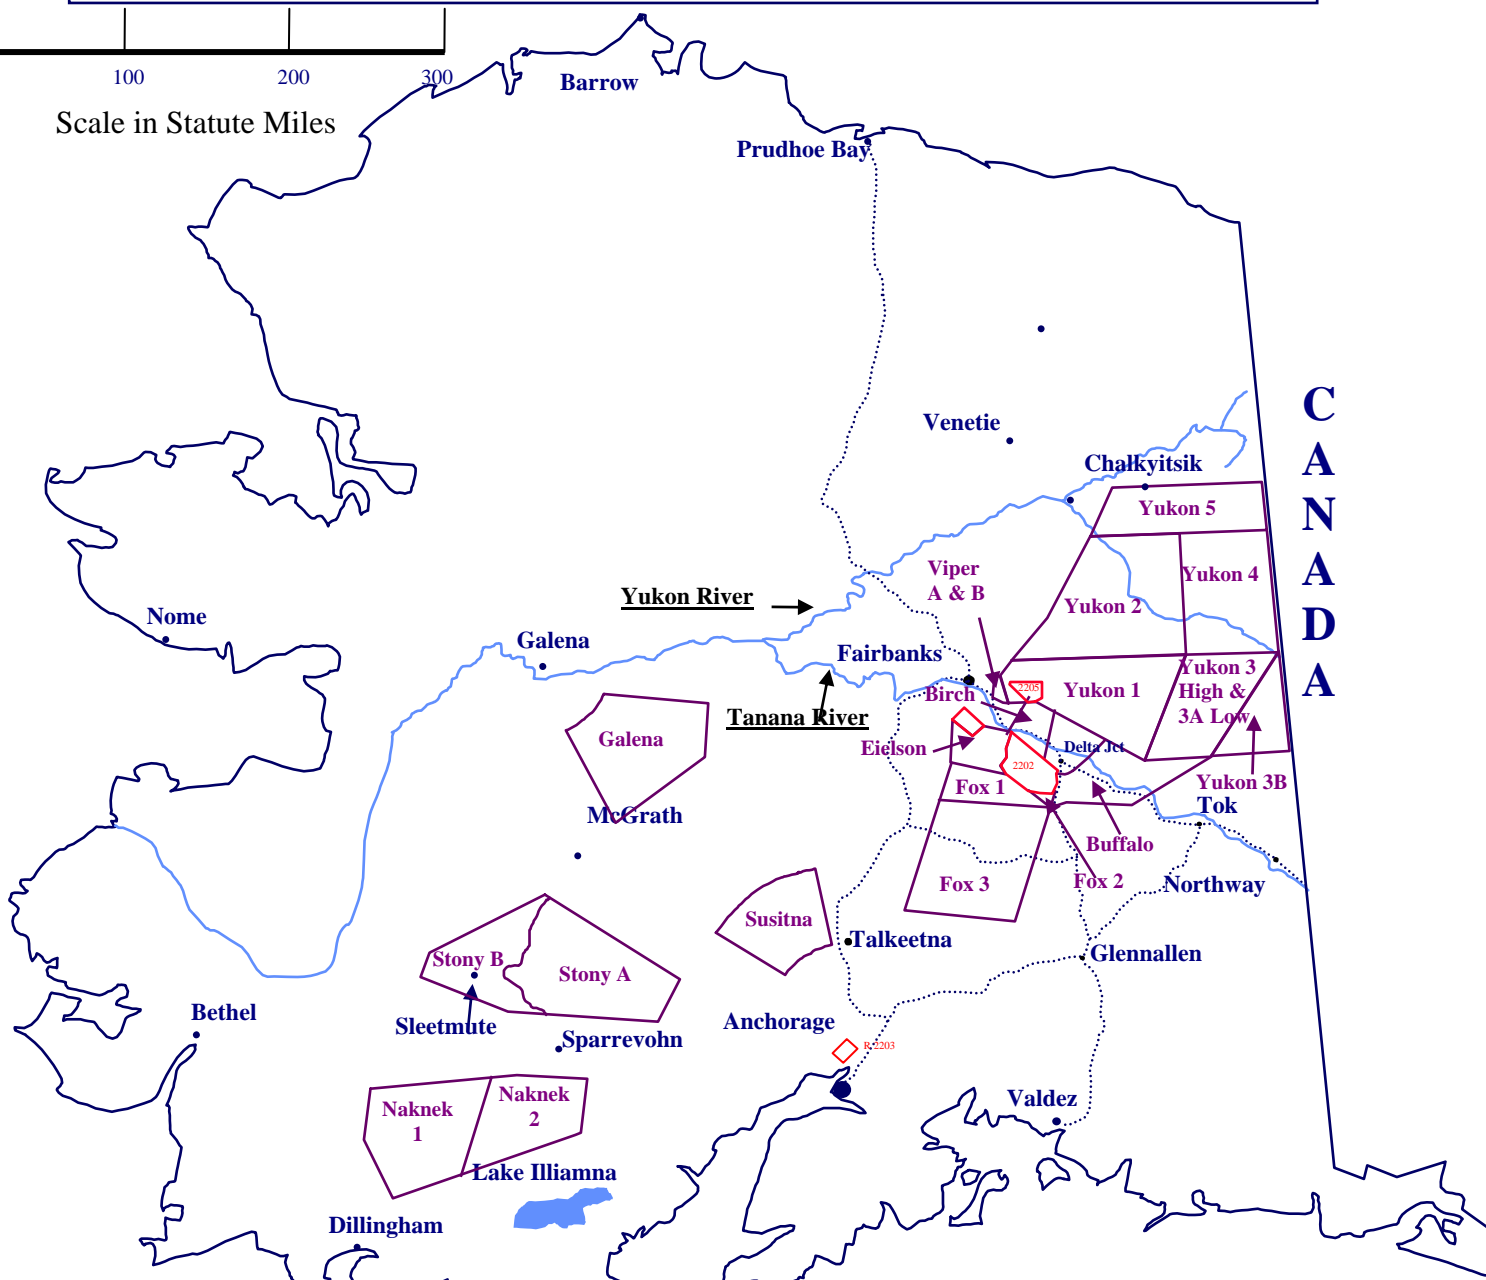 100
200
300
Scale in Statute Miles
Barrow
Prudhoe Bay
C
A
N
A
D
A
Venetie
Chalkyitsik
Yukon 5
Viper
A & B
Yukon 4
Yukon River
Yukon 2
Nome
Galena
Fairbanks
Yukon 3
High &
3A Low
2205
Yukon 1
Birch
Tanana River
Galena
Eielson
Delta Jct
2202
Yukon 3B
Fox 1
Tok
McGrath
Buffalo
Fox 3
Fox 2
Northway
Susitna
Talkeetna
Glennallen
Stony B
Stony A
Bethel
Sleetmute
Anchorage
Sparrevohn
R-2203
Naknek
1
Naknek
2
Valdez
Lake Illiamna
Dillingham